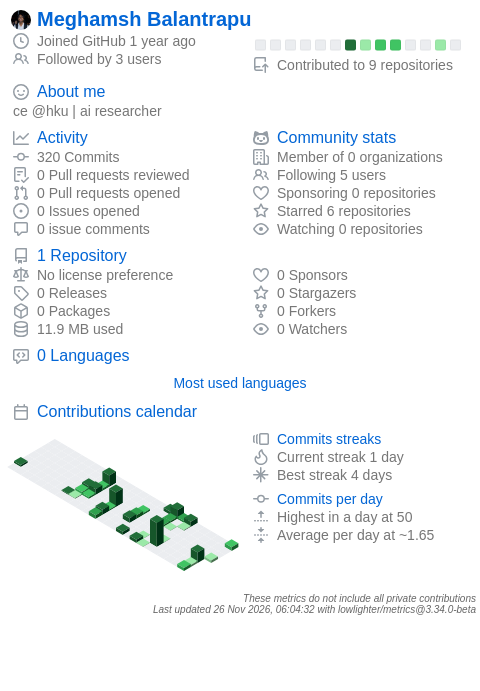 Meghamsh Balantrapu
Joined GitHub 1 year ago
Followed by 3 users
Contributed to 9 repositories
About me
ce @hku | ai researcher
Activity
320 Commits
0 Pull requests reviewed
0 Pull requests opened
0 Issues opened
0 issue comments
Community stats
Member of 0 organizations
Following 5 users
Sponsoring 0 repositories
Starred 6 repositories
Watching 0 repositories
1 Repository
No license preference
0 Releases
0 Packages
11.9 MB used
0 Sponsors
0 Stargazers
0 Forkers
0 Watchers
0 Languages
Most used languages
Contributions calendar
Commits streaks
Current streak 1 day
Best streak 4 days
Commits per day
Highest in a day at 50
Average per day at ~1.65
These metrics do not include all private contributions
Last updated 26 Nov 2026, 06:04:32 with lowlighter/metrics@3.34.0-beta